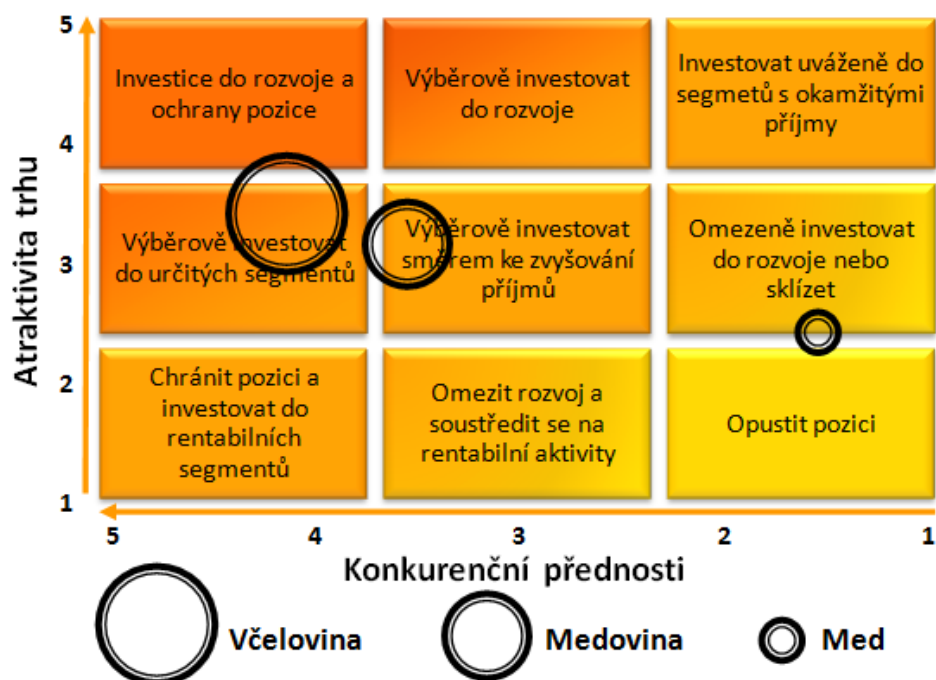 5
Investice do rozvoje a
ochrany pozice
Výběrově investovat
do rozvoje
Investovat uváženě do
segmetů s okamžitými
příjmy
4
Atraktivita trhu
Výběrově investovat
do určitých segmentů
Výběrově investovat
směrem ke zvyšování
příjmů
Omezeně investovat
do rozvoje nebo
sklízet
3
2
Chránit pozici a
investovat do
rentabilních
segmentů
Omezit rozvoj a
soustředit se na
rentabilní aktivity
Opustit pozici
1
5 4 3 2 1
Konkurenční přednosti
Včelovina Medovina Med